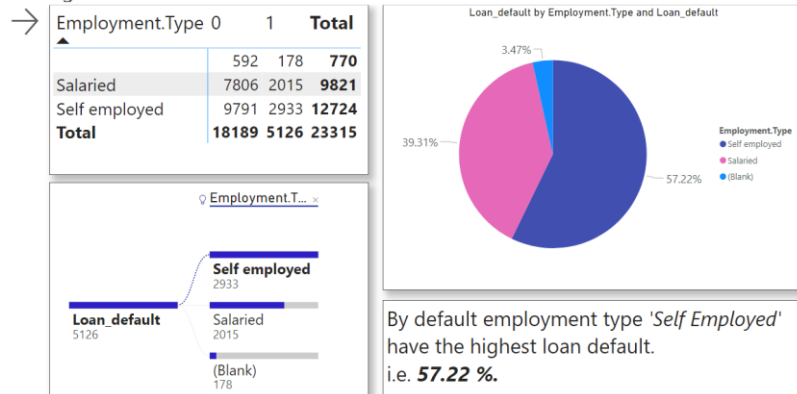 Employment.Type 0 1 Total
592 178 770
Salaried 7806 2015 9821
Self employed 9791 2933 12724
Total 18189 5126 23315
Loan_default by Employment.Type and Loan_default
3.47%
39.31%
57.22%
Employment.Type
Self employed
Salaried
(Blank)
Employment.T...
Self employed
2933
Loan_default
5126
Salaried
2015
(Blank)
178
By default employment type 'Self Employed'
have the highest loan default.
i.e. 57.22 %.